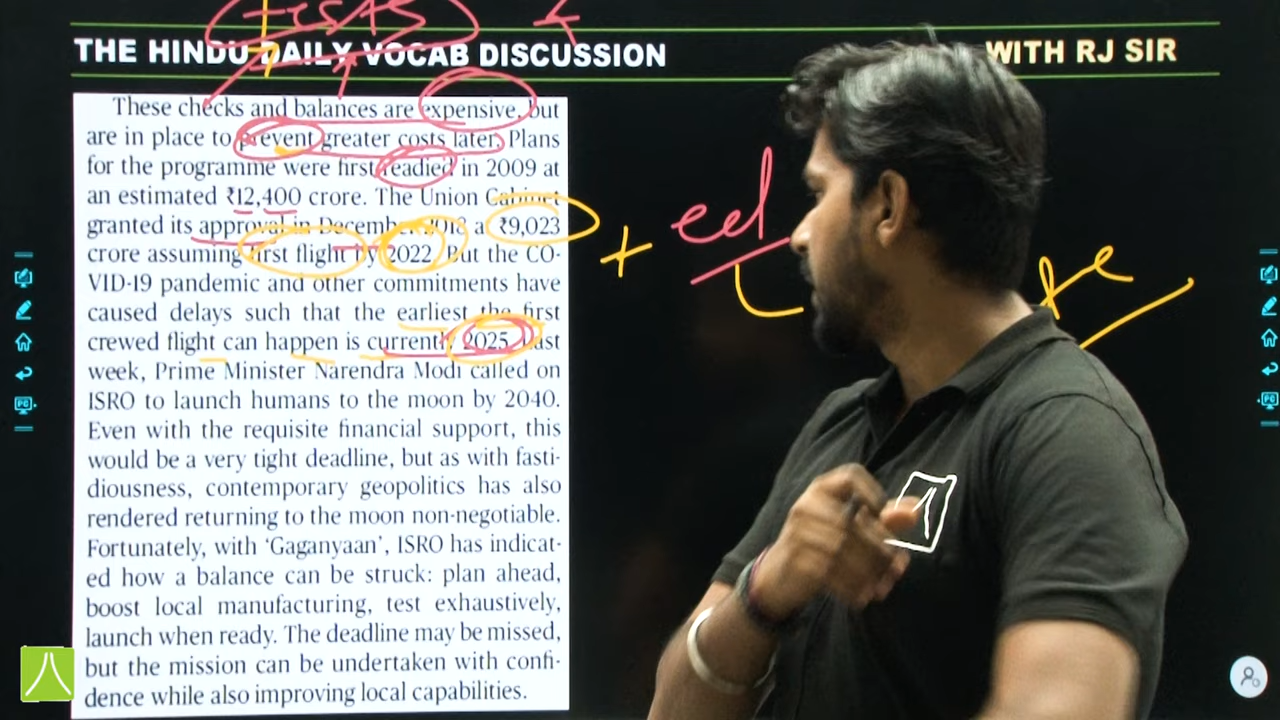 tests
THE HINDU DAILY VOCAB DISCUSSION
WITH RJ SIR
These checks and balances are expensive, but
are in place to prevent greater costs later. Plans
for the programme were first readied in 2009 at
an estimated ₹12,400 crore. The Union Cabinet
granted its approval in December 2018 a ₹9,023
crore assuming first flight by 2022. But the CO-
VID-19 pandemic and other commitments have
caused delays such that the earliest the first
crewed flight can happen is currently 2025. Last
week, Prime Minister Narendra Modi called on
ISRO to launch humans to the moon by 2040.
Even with the requisite financial support, this
would be a very tight deadline, but as with fasti-
diousness, contemporary geopolitics has also
rendered returning to the moon non-negotiable.
Fortunately, with ‘Gaganyaan’, ISRO has indicat-
ed how a balance can be struck: plan ahead,
boost local manufacturing, test exhaustively,
launch when ready. The deadline may be missed,
but the mission can be undertaken with confi-
dence while also improving local capabilities.
+ ed
PC
PC